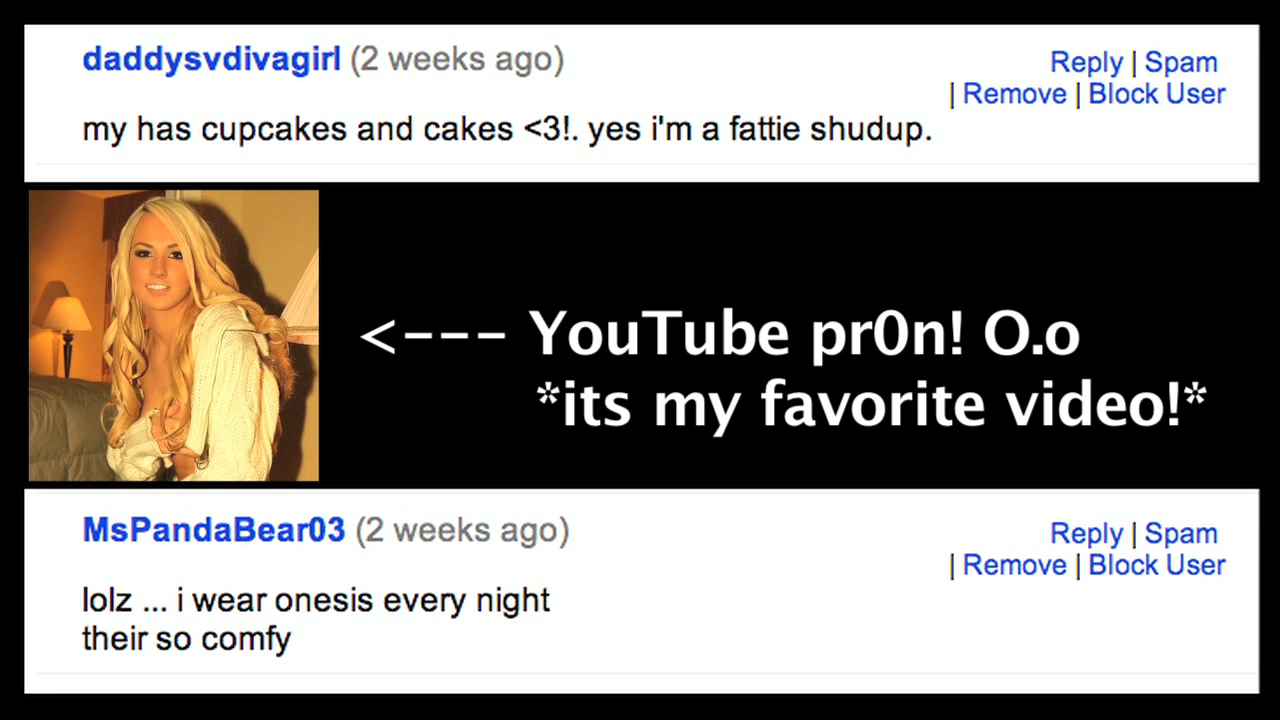 daddysvdivagirl (2 weeks ago)
Reply | Spam
| Remove | Block User
my has cupcakes and cakes <3!. yes i'm a fattie shudup.
<--- YouTube pr0n! O.o
*its my favorite video!*
MsPandaBear03 (2 weeks ago)
Reply | Spam
| Remove | Block User
lolz ... i wear onesis every night
their so comfy